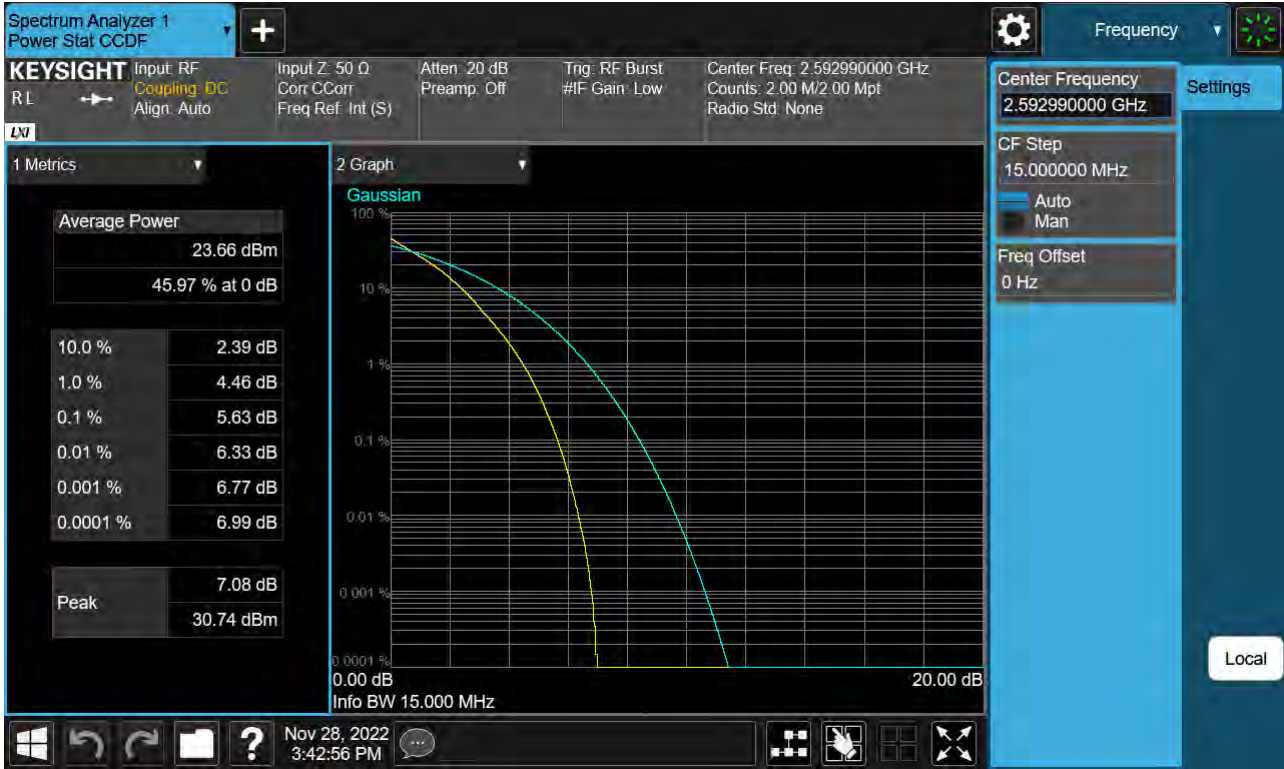 Spectrum Analyzer 1
Power Stat CCDF
Frequency
KEYSIGHT
R L
LXI
Input: RF
Coupling: DC
Align: Auto
Input Z: 50 Ω
Corr CCorr
Freq Ref: Int (S)
Atten: 20 dB
Preamp: Off
Trig: RF Burst
#IF Gain: Low
Center Freq: 2.592990000 GHz
Counts: 2.00 M/2.00 Mpt
Radio Std: None
1 Metrics
Average Power
23.66 dBm
45.97 % at 0 dB
10.0 % 2.39 dB
1.0 % 4.46 dB
0.1 % 5.63 dB
0.01 % 6.33 dB
0.001 % 6.77 dB
0.0001 % 6.99 dB
Peak
7.08 dB
30.74 dBm
2 Graph
Gaussian
100 %
10 %
1 %
0.1 %
0.01 %
0.001 %
0.0001 %
0.00 dB 20.00 dB
Info BW 15.000 MHz
Center Frequency
2.592990000 GHz
CF Step
15.000000 MHz
Auto
Man
Freq Offset
0 Hz
Settings
Local
Nov 28, 2022
3:42:56 PM